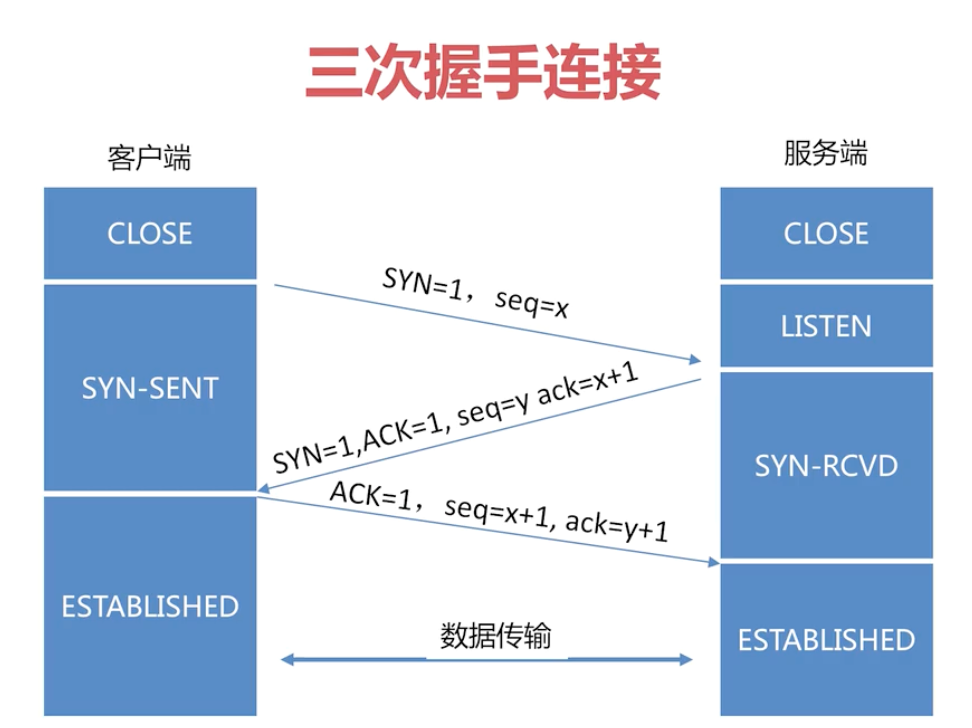 三次握手连接
客户端
服务端
CLOSE
CLOSE
SYN=1，seq=x
LISTEN
SYN-SENT
SYN=1,ACK=1, seq=y ack=x+1
SYN-RCVD
ACK=1，seq=x+1, ack=y+1
ESTABLISHED
数据传输
ESTABLISHED